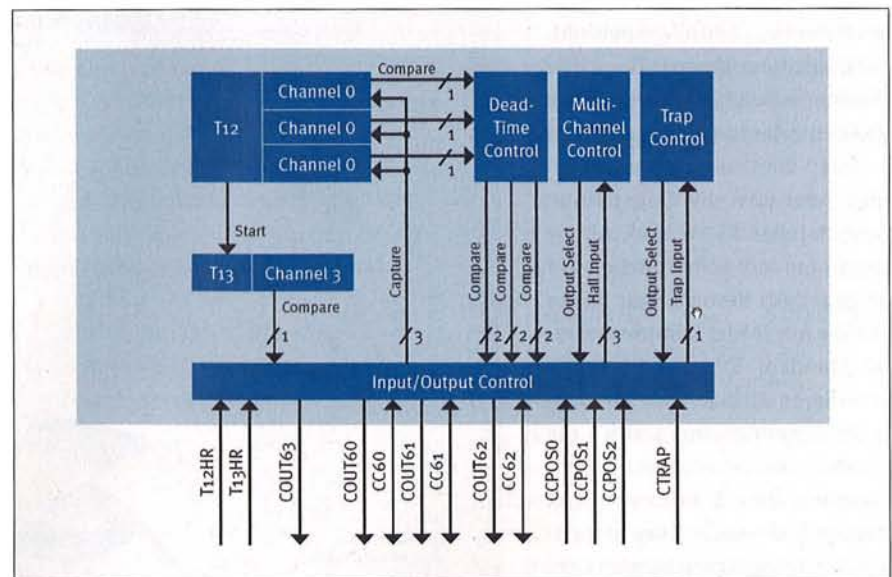 Compare
Channel 0
1
T12
Channel 0
1
Channel 0
1
Dead-
Time
Control
Multi-
Channel
Control
Trap
Control
Start
T13
Channel 3
Compare
1
Capture
3
Compare
Compare
Compare
2
2
2
Output Select
Hall Input
3
Output Select
Trap Input
1
Input/Output Control
T12HR
T13HR
COUT63
COUT60
CC60
COUT61
CC61
COUT62
CC62
CCPOS0
CCPOS1
CCPOS2
CTRAP